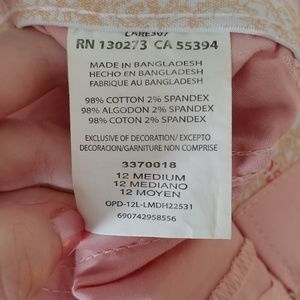 RN 130273 CA 55394
MADE IN BANGLADESH
HECHO EN BANGLADESH
FABRIQUE AU BANGLADESH
98% COTTON 2% SPANDEX
98% ALGODON 2% SPANDEX
98% COTON 2% SPANDEX
EXCLUSIVE OF DECORATION/ EXCEPTO
DECORACION/GARNITURE NON COMPRISE
3370018
12 MEDIUM
12 MEDIANO
12 MOYEN
OPD-12L-LMDH22531
690742958556